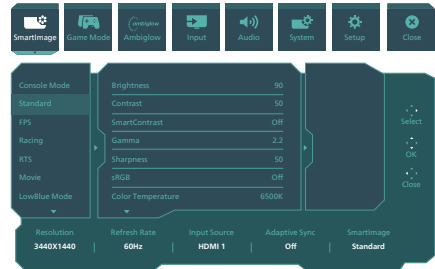 SmartImage
Game Mode
ambiglow
Ambiglow
Input
Audio
System
Setup
Close
Console Mode
Standard
FPS
Racing
RTS
Movie
LowBlue Mode
Brightness 90
Contrast 50
SmartContrast Off
Gamma 2.2
Sharpness 50
sRGB Off
Color Temperature 6500K
Select
OK
Close
Resolution Refresh Rate Input Source Adaptive Sync SmartImage
3440X1440 | 60Hz | HDMI 1 | Off | Standard